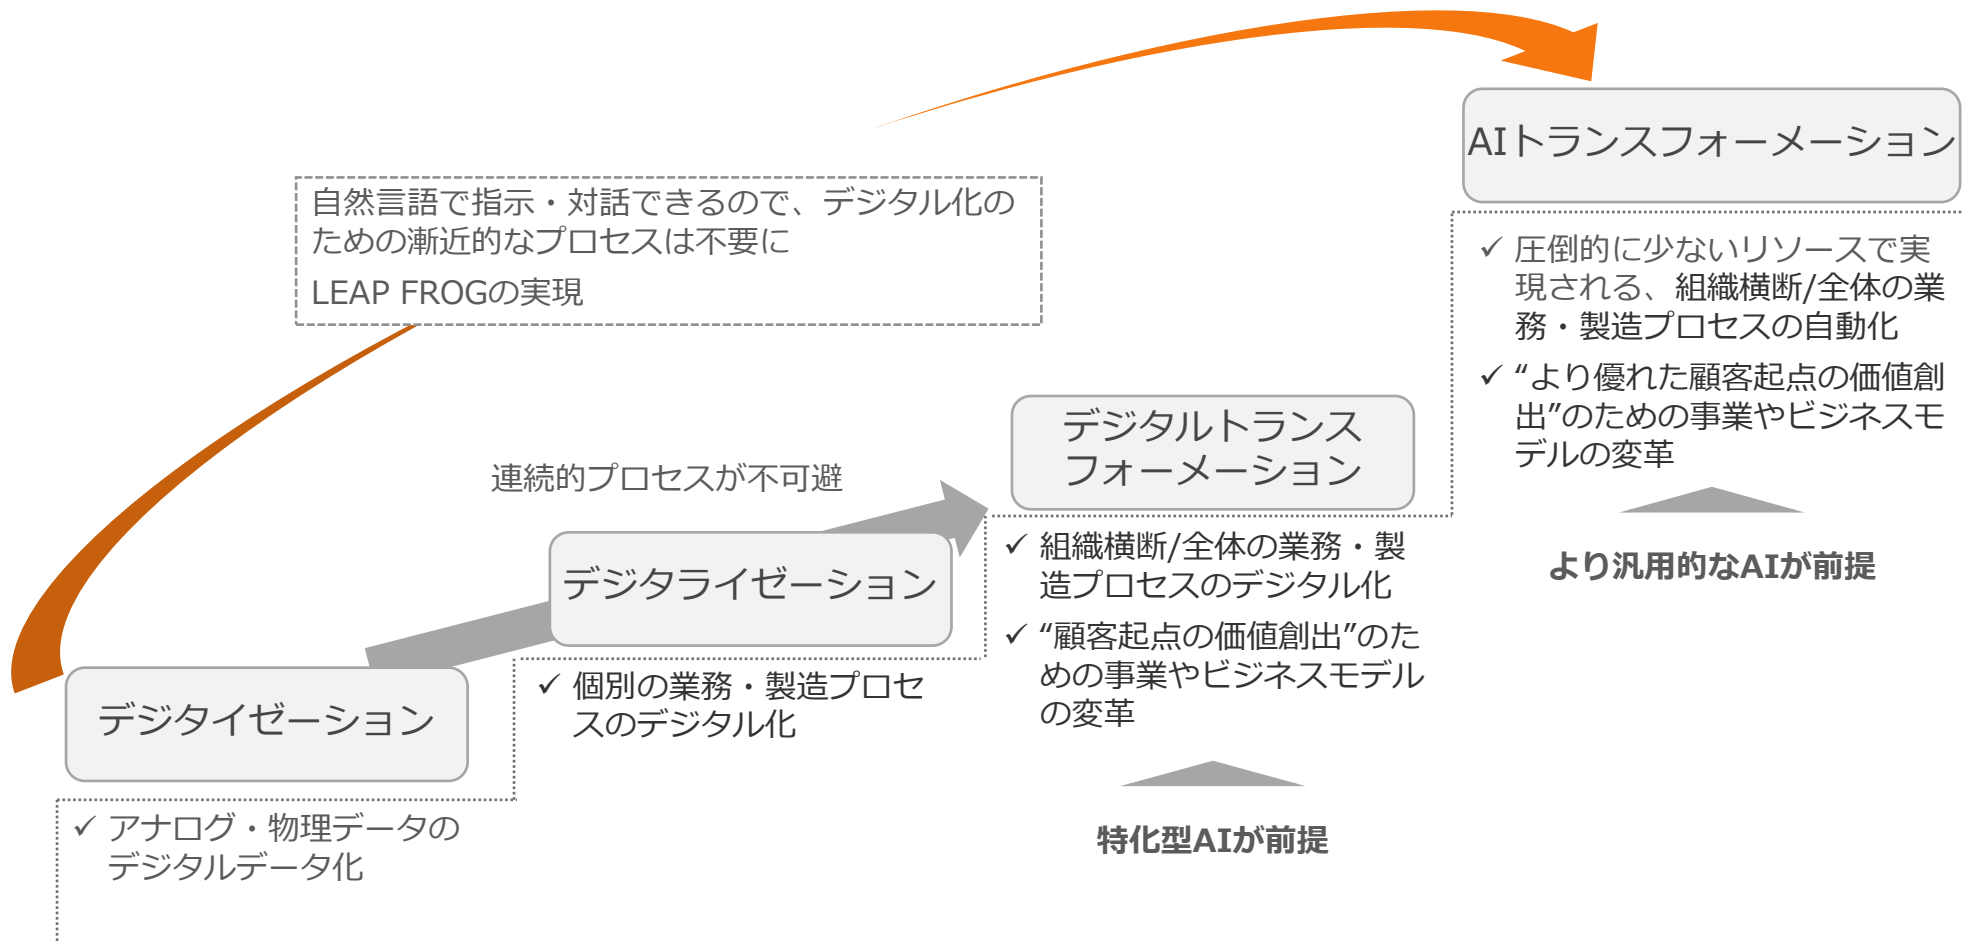 AIトランスフォーメーション
自然言語で指示・対話できるので、デジタル化の
ための漸近的なプロセスは不要に
LEAP FROGの実現
✓ 圧倒的に少ないリソースで実
現される、組織横断/全体の業
務・製造プロセスの自動化
✓ “より優れた顧客起点の価値創
出”のための事業やビジネスモ
デルの変革
より汎用的なAIが前提
デジタルトランス
フォーメーション
連続的プロセスが不可避
✓ 組織横断/全体の業務・製
造プロセスのデジタル化
✓ “顧客起点の価値創出”のた
めの事業やビジネスモデル
の変革
特化型AIが前提
デジタライゼーション
✓ 個別の業務・製造プロセ
スのデジタル化
デジタイゼーション
✓ アナログ・物理データの
デジタルデータ化